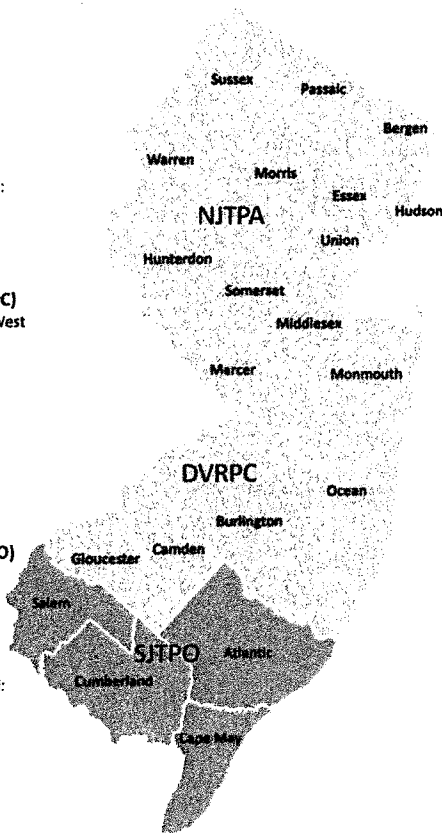 Sussex
Passaic
Bergen
Warren
Morris
:
Essex
Hudson
NJTPA
Union
Hunterdon
Somerset
C)
Middlesex
West
Mercer
Monmouth
DVRPC
Ocean
Burlington
O)
Camden
Gloucester
Salem
SJTPO
Atlantic
Cumberland
:
Cape May